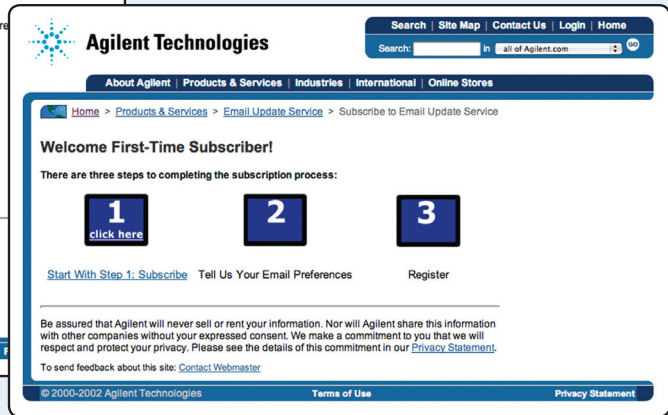 re
Agilent Technologies
Search | Site Map | Contact Us | Login | Home
Search: in all of Agilent.com GO
About Agilent | Products & Services | Industries | International | Online Stores
Home > Products & Services > Email Update Service > Subscribe to Email Update Service
Welcome First-Time Subscriber!
There are three steps to completing the subscription process:
1 2 3
click here
Start With Step 1: Subscribe Tell Us Your Email Preferences Register
Be assured that Agilent will never sell or rent your information. Nor will Agilent share this information
with other companies without your expressed consent. We make a commitment to you that we will
respect and protect your privacy. Please see the details of this commitment in our Privacy Statement.
To send feedback about this site: Contact Webmaster
© 2000-2002 Agilent Technologies Terms of Use Privacy Statement